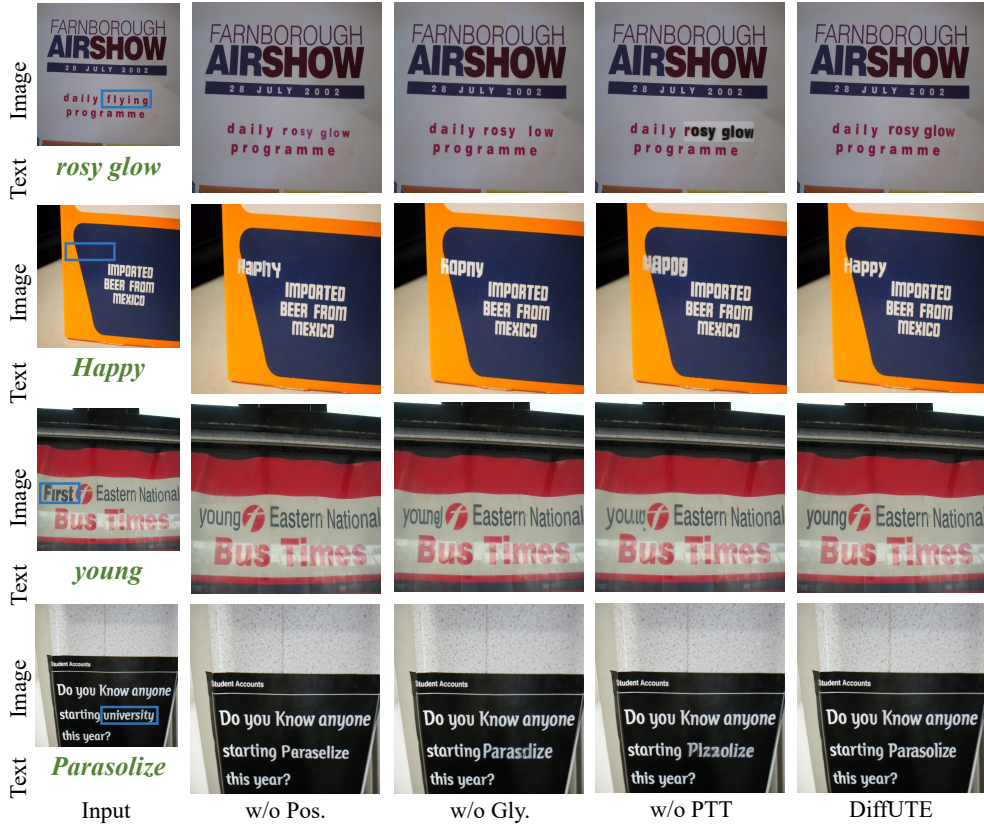 Image
FARNBOROUGH
AIRSHOW
28 JULY 2002
daily flying
programme
FARNBOROUGH
AIRSHOW
28 JULY 2002
daily rosy glow
programme
FARNBOROUGH
AIRSHOW
28 JULY 2002
daily rosy low
programme
FARNBOROUGH
AIRSHOW
28 JULY 2002
daily rosy glow
programme
FARNBOROUGH
AIRSHOW
28 JULY 2002
daily rosy glow
programme
Text
rosy glow
Image
IMPORTED
BEER FROM
MEXICO
IMPORTED
BEER FROM
MEXICO
IMPORTED
BEER FROM
MEXICO
IMPORTED
BEER FROM
MEXICO
Happy
IMPORTED
BEER FROM
MEXICO
Text
Happy
Image
First Eastern National
Bus Times
young Eastern National
Bus Times
young Eastern National
Bus Times
Eastern National
Bus Times
young Eastern National
Bus Times
Text
young
Image
Student Accounts
Do you Know anyone
starting university
this year?
Student Accounts
Do you Know anyone
starting Paraselize
this year?
Student Accounts
Do you Know anyone
starting
this year?
Student Accounts
Do you Know anyone
starting
this year?
Student Accounts
Do you Know anyone
starting Parasolize
this year?
Text
Parasolize
Input
w/o Pos.
w/o Gly.
w/o PTT
DiffUTE